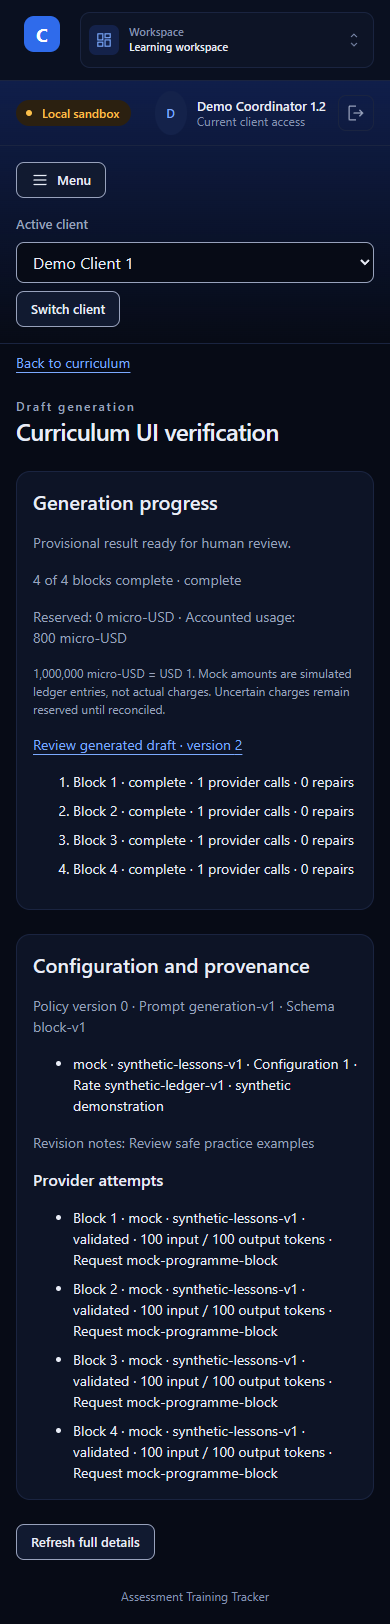 C
Workspace
Learning workspace
Local sandbox
D
Demo Coordinator 1.2
Current client access
Menu
Active client
Demo Client 1
Switch client
Back to curriculum
Draft generation
Curriculum UI verification
Generation progress
Provisional result ready for human review.
4 of 4 blocks complete · complete
Reserved: 0 micro-USD · Accounted usage:
800 micro-USD
1,000,000 micro-USD = USD 1. Mock amounts are simulated
ledger entries, not actual charges. Uncertain charges remain
reserved until reconciled.
Review generated draft · version 2
1. Block 1 · complete · 1 provider calls · 0 repairs
2. Block 2 · complete · 1 provider calls · 0 repairs
3. Block 3 · complete · 1 provider calls · 0 repairs
4. Block 4 · complete · 1 provider calls · 0 repairs
Configuration and provenance
Policy version 0 · Prompt generation-v1 · Schema
block-v1
• mock · synthetic-lessons-v1 · Configuration 1 ·
Rate synthetic-ledger-v1 · synthetic
demonstration
Revision notes: Review safe practice examples
Provider attempts
• Block 1 · mock · synthetic-lessons-v1 ·
validated · 100 input / 100 output tokens ·
Request mock-programme-block
• Block 2 · mock · synthetic-lessons-v1 ·
validated · 100 input / 100 output tokens ·
Request mock-programme-block
• Block 3 · mock · synthetic-lessons-v1 ·
validated · 100 input / 100 output tokens ·
Request mock-programme-block
• Block 4 · mock · synthetic-lessons-v1 ·
validated · 100 input / 100 output tokens ·
Request mock-programme-block
Refresh full details
Assessment Training Tracker